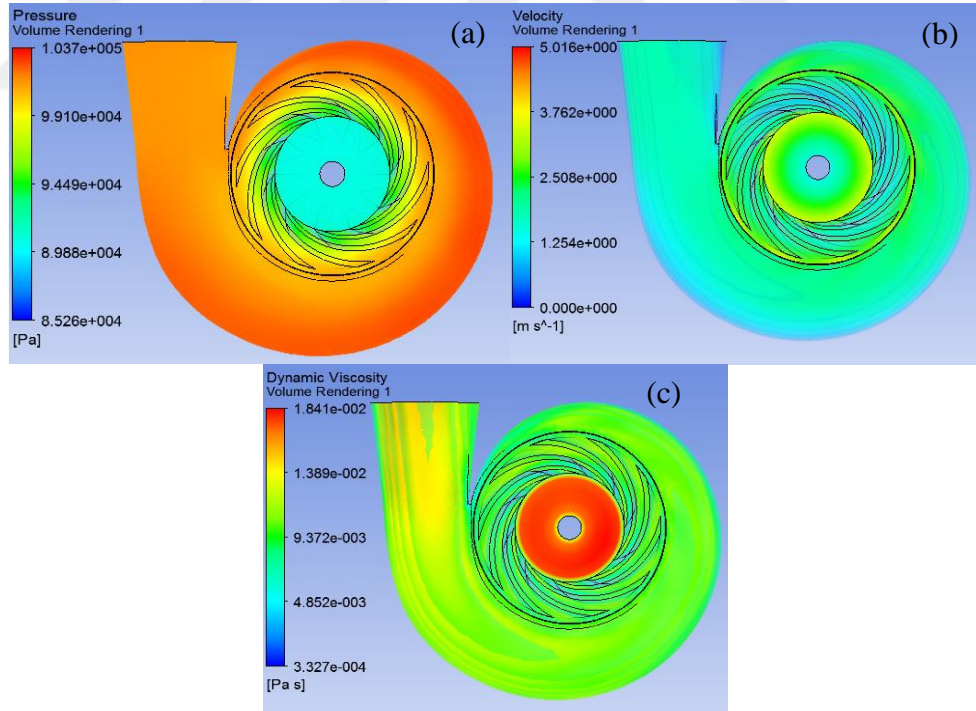 Pressure
Volume Rendering 1
(a)
1.037e+005
9.910e+004
9.449e+004
8.988e+004
8.526e+004
[Pa]
Velocity
Volume Rendering 1
(b)
5.016e+000
3.762e+000
2.508e+000
1.254e+000
0.000e+000
[m s^-1]
Dynamic Viscosity
Volume Rendering 1
(c)
1.841e-002
1.389e-002
9.372e-003
4.852e-003
3.327e-004
[Pa s]